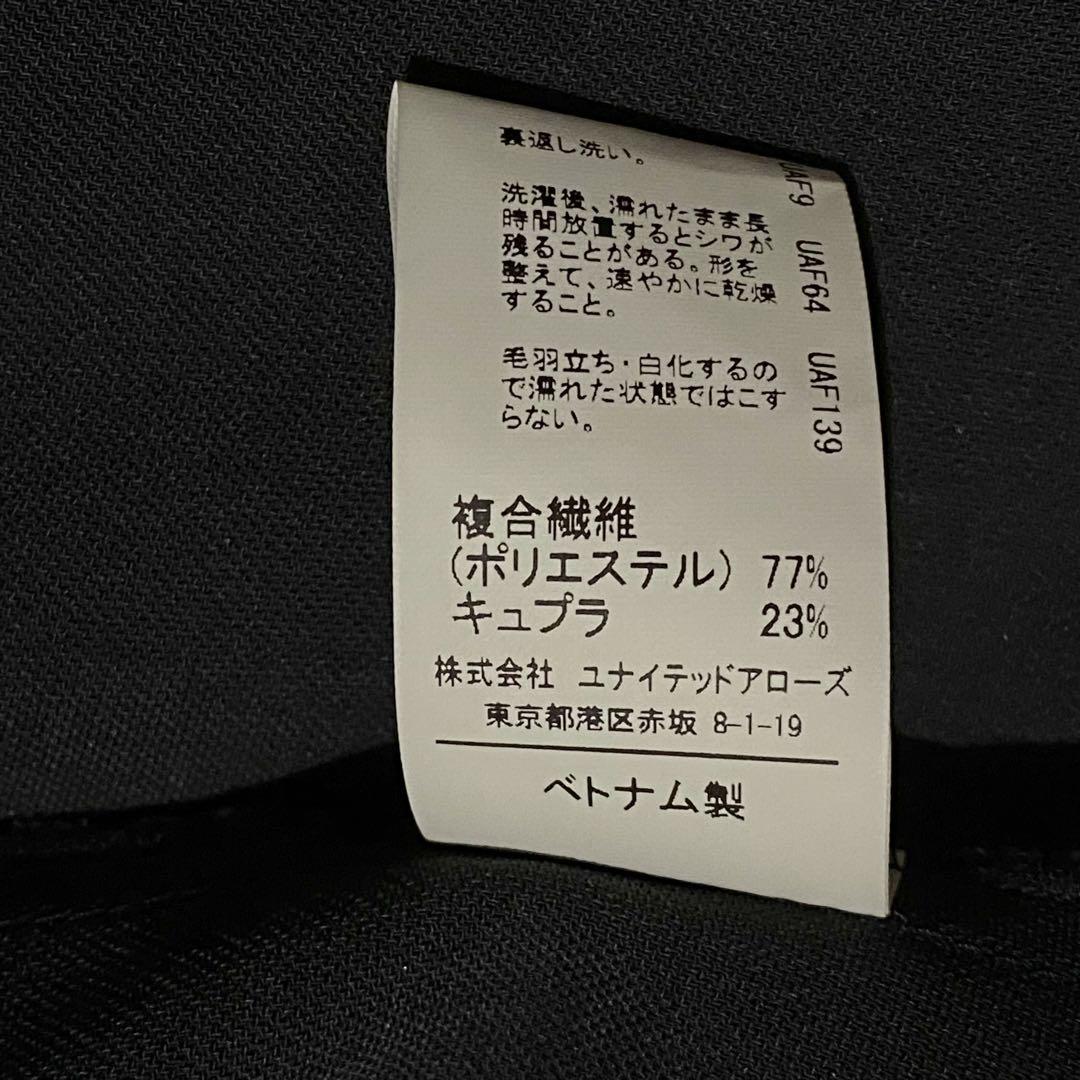 裏返し洗い。
洗濯後、濡れたまま長
時間放置するとシワが
残ることがある。形を
整えて、速やかに乾燥
すること。
毛羽立ち・白化するの
で濡れた状態ではこす
らない。
UAF9 UAF64 UAF139
複合繊維
(ポリエステル) 77%
キュプラ 23%
株式会社 ユナイテッドアローズ
東京都港区赤坂 8-1-19
ベトナム製